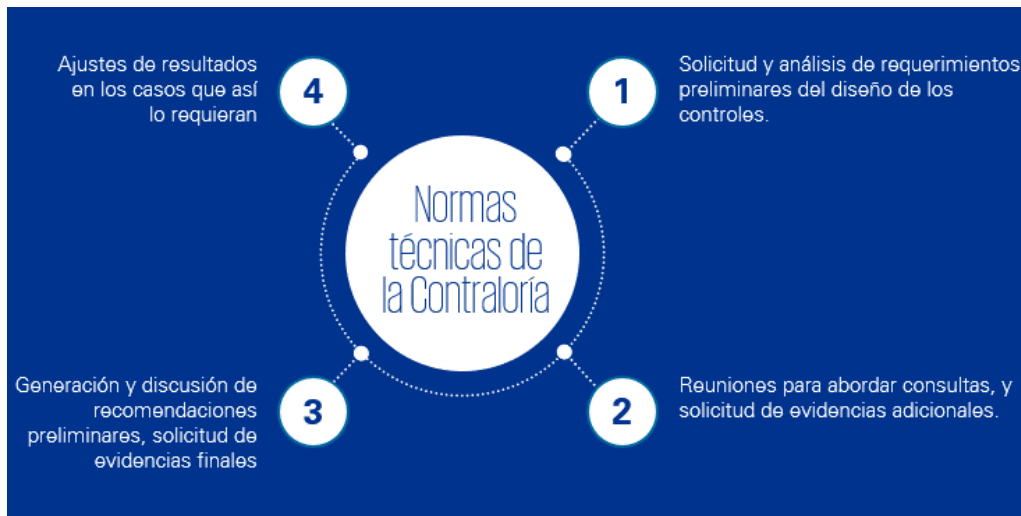 Normas
técnicas de
la Contraloría
1
Solicitud y análisis de requerimientos
preliminares del diseño de los
controles.
2
Reuniones para abordar consultas, y
solicitud de evidencias adicionales.
3
Generación y discusión de
recomendaciones
preliminares, solicitud de
evidencias finales
4
Ajustes de resultados
en los casos que así
lo requieran